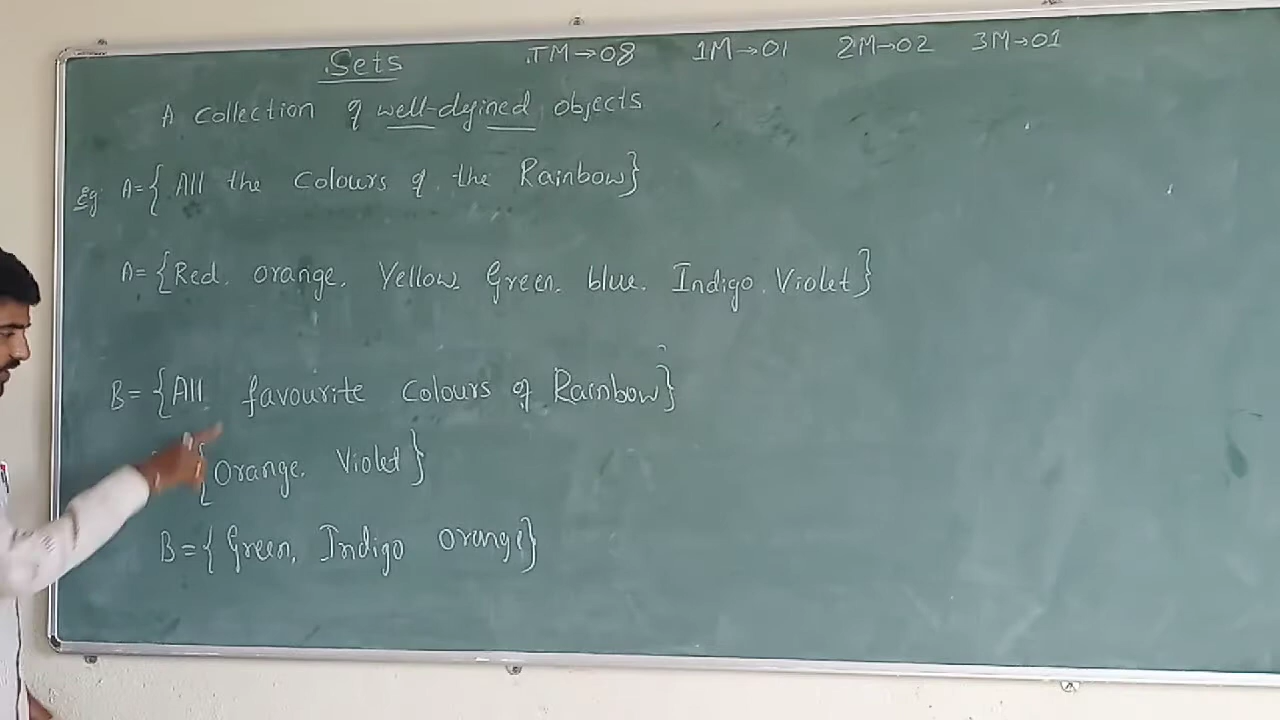 Sets TM→08 1M→01 2M→02 3M→01
A collection of well-defined objects
Eg: A={All the Colours of the Rainbow}
A={Red, orange, Yellow, Green, blue, Indigo, Violet}
B={All favourite Colours of Rainbow}
{Orange, Violet}
B={Green, Indigo orange}